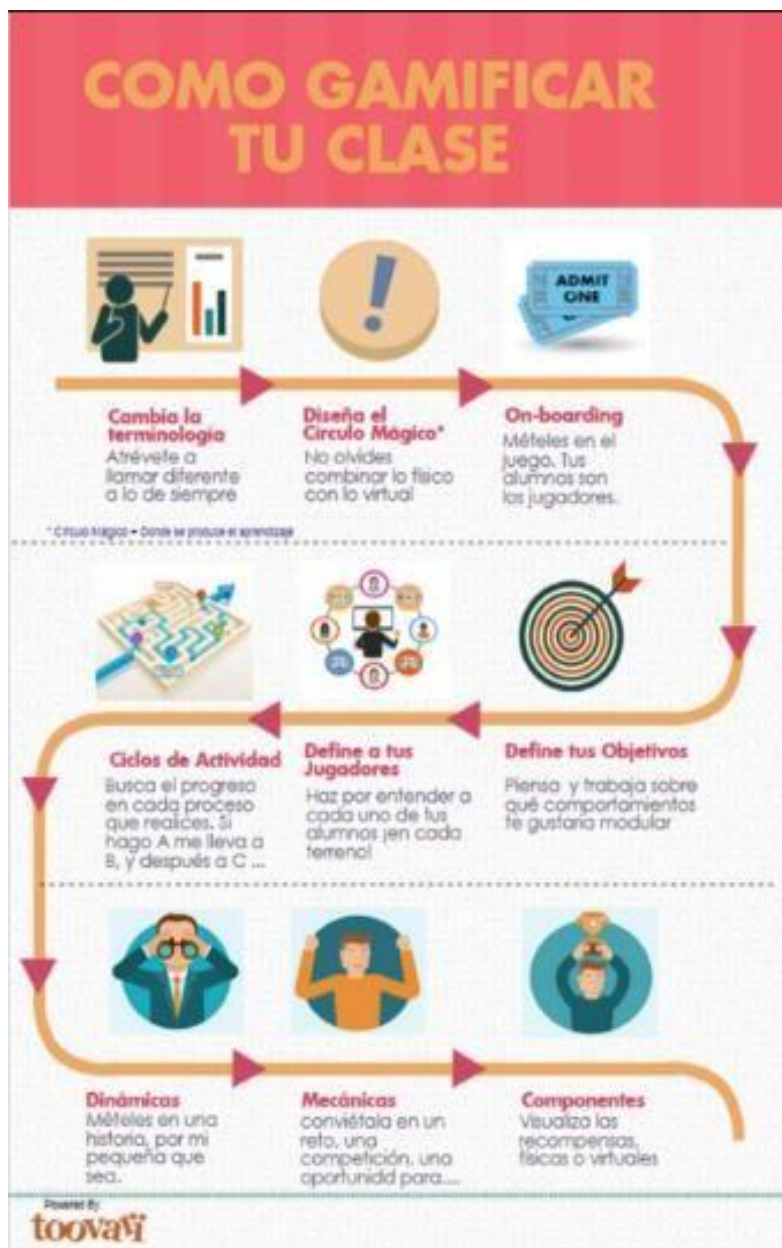 COMO GAMIFICAR
TU CLASE
ADMIT
ONE
Cambia la
terminología
Atrévete a
llamar diferente
a lo de siempre
Diseña el
Círculo Mágico*
No olvides
combinar lo físico
con lo virtual
On-boarding
Mételes en el
juego. Tus
alumnos son
los jugadores.
* Círculo Mágico = Donde se produce el aprendizaje
Define tus Objetivos
Piensa y trabaja sobre
qué comportamientos
te gustaría modular
Define a tus
Jugadores
Haz por entender a
cada uno de tus
alumnos ¡en cada
terreno!
Ciclos de Actividad
Busca el progreso
en cada proceso
que realices. Si
hago A me lleva a
B, y después a C ...
Dinámicas
Mételes en una
historia, por mi
pequeña que
sea.
Mecánicas
conviétala en un
reto, una
competición, una
oportunidd para....
Componentes
Visualiza las
recompensas,
físicas o virtuales
Powered By
toovari